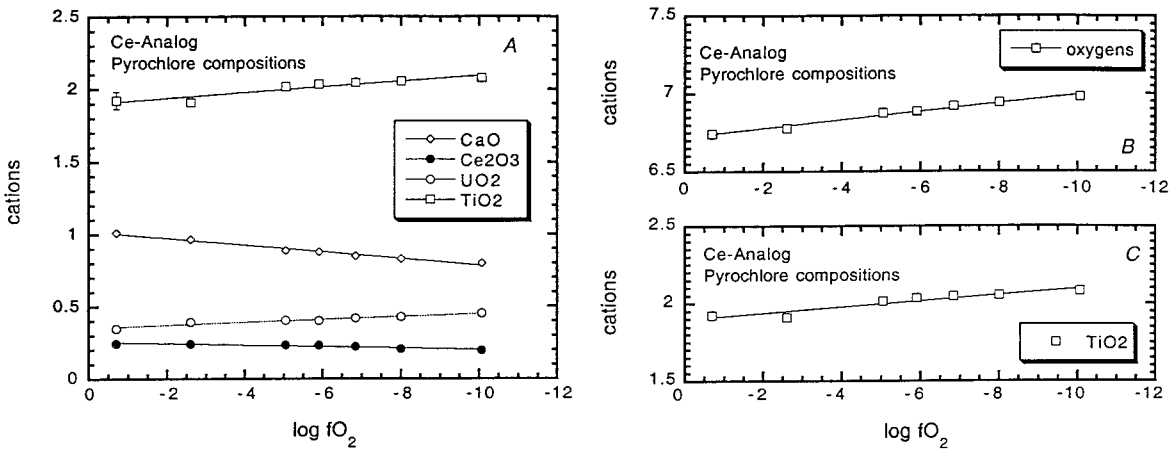 A
Ce-Analog
Pyrochlore compositions
CaO
Ce2O3
UO2
TiO2
cations
2.5
2
1.5
1
0.5
0
0 -2 -4 -6 -8 -10 -12
log fO2
B
Ce-Analog
Pyrochlore compositions
oxygens
cations
7.5
7
6.5
0 -2 -4 -6 -8 -10 -12
C
Ce-Analog
Pyrochlore compositions
TiO2
cations
2.5
2
1.5
0 -2 -4 -6 -8 -10 -12
log fO2